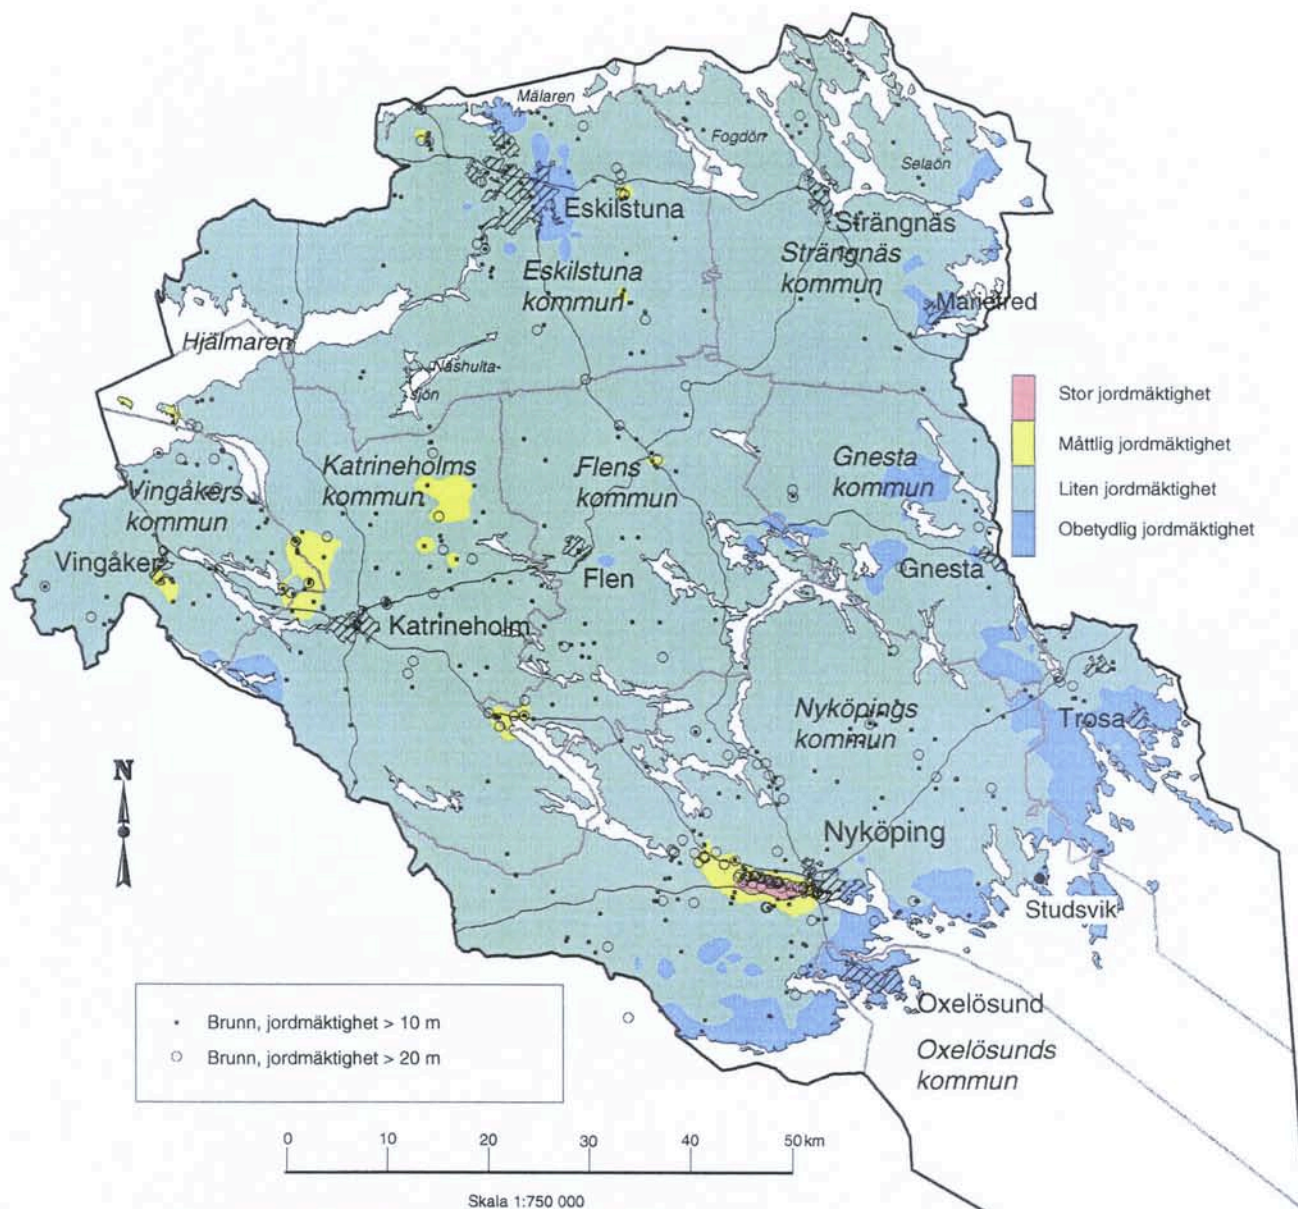 Mälaren
Fogdön
Selaön
Eskilstuna
Strängnäs
Eskilstuna
kommun
Strängnäs
kommun
Mariefred
Hjälmaren
Näshulta-
sjön
Stor jordmäktighet
Måttlig jordmäktighet
Liten jordmäktighet
Obetydlig jordmäktighet
Katrineholms
kommun
Flens
kommun
Gnesta
kommun
Vingåkers
kommun
Vingåker
Flen
Gnesta
Katrineholm
Nyköpings
kommun
Trosa
N
Nyköping
Studsvik
Oxelösund
Oxelösunds
kommun
Brunn, jordmäktighet > 10 m
Brunn, jordmäktighet > 20 m
0 10 20 30 40 50 km
Skala 1:750 000